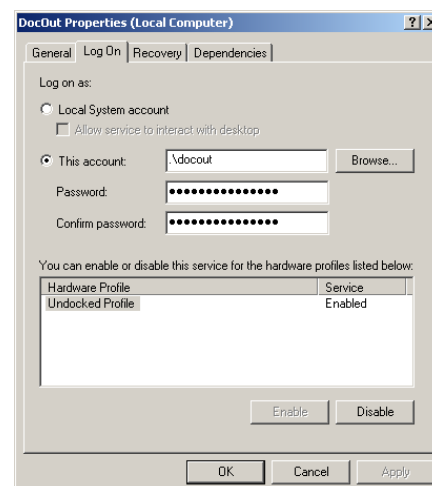 DocOut Properties (Local Computer)
General Log On Recovery Dependencies
Log on as:
Local System account
Allow service to interact with desktop
This account: .\docout Browse...
Password: •••••••••••••••
Confirm password: •••••••••••••••
You can enable or disable this service for the hardware profiles listed below:
Hardware Profile Service
Undocked Profile Enabled
Enable Disable
OK Cancel Apply